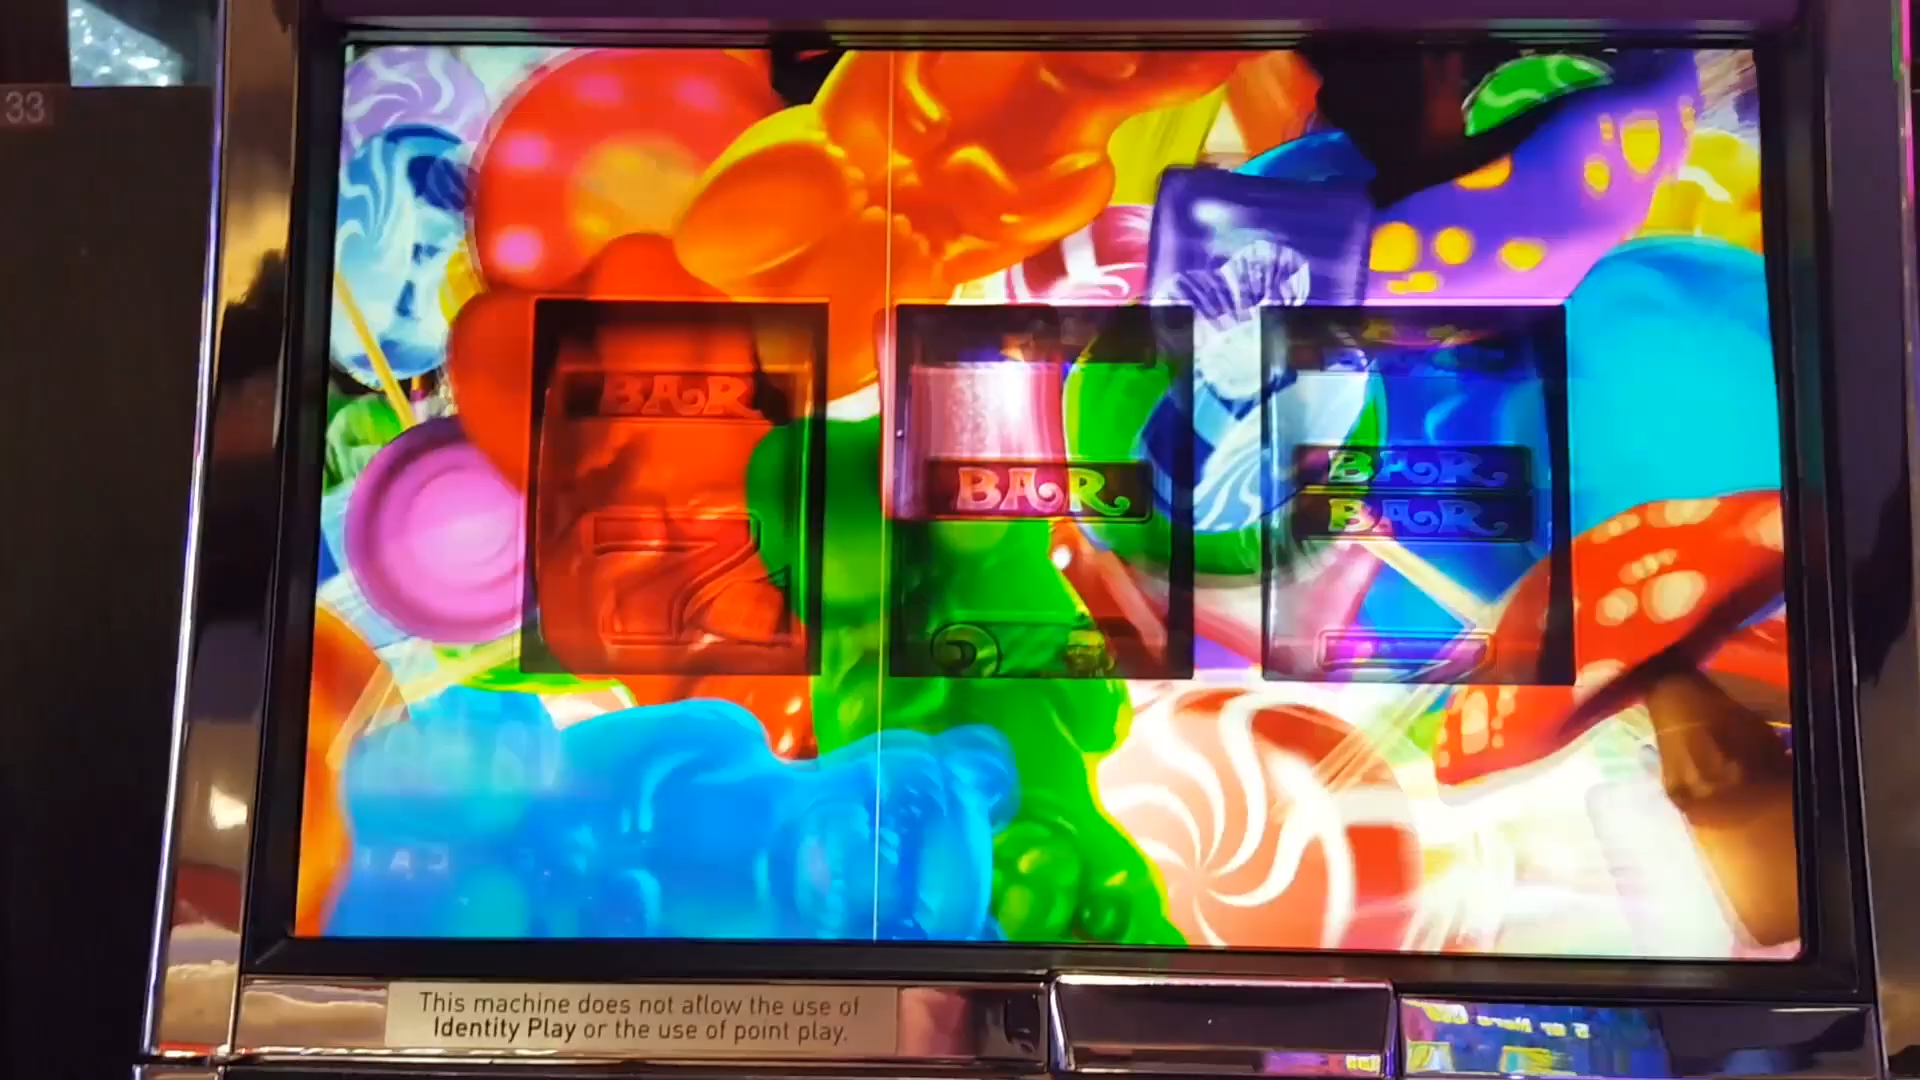 33
BAR
7
BAR
BAR
BAR
This machine does not allow the use of
Identity Play or the use of point play.